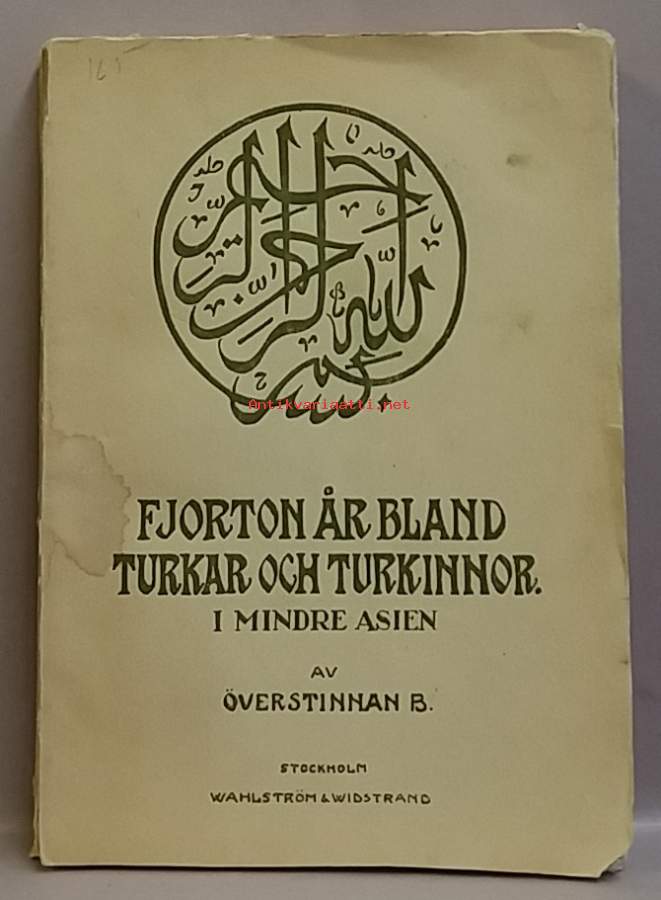 بسم الله الرحمن الرحيم
Antikvariaatti.net
FJORTON ÅR BLAND
TURKAR OCH TURKINNOR.
I MINDRE ASIEN
AV
ÖVERSTINNAN B.
STOCKHOLM
WAHLSTRÖM & WIDSTRAND